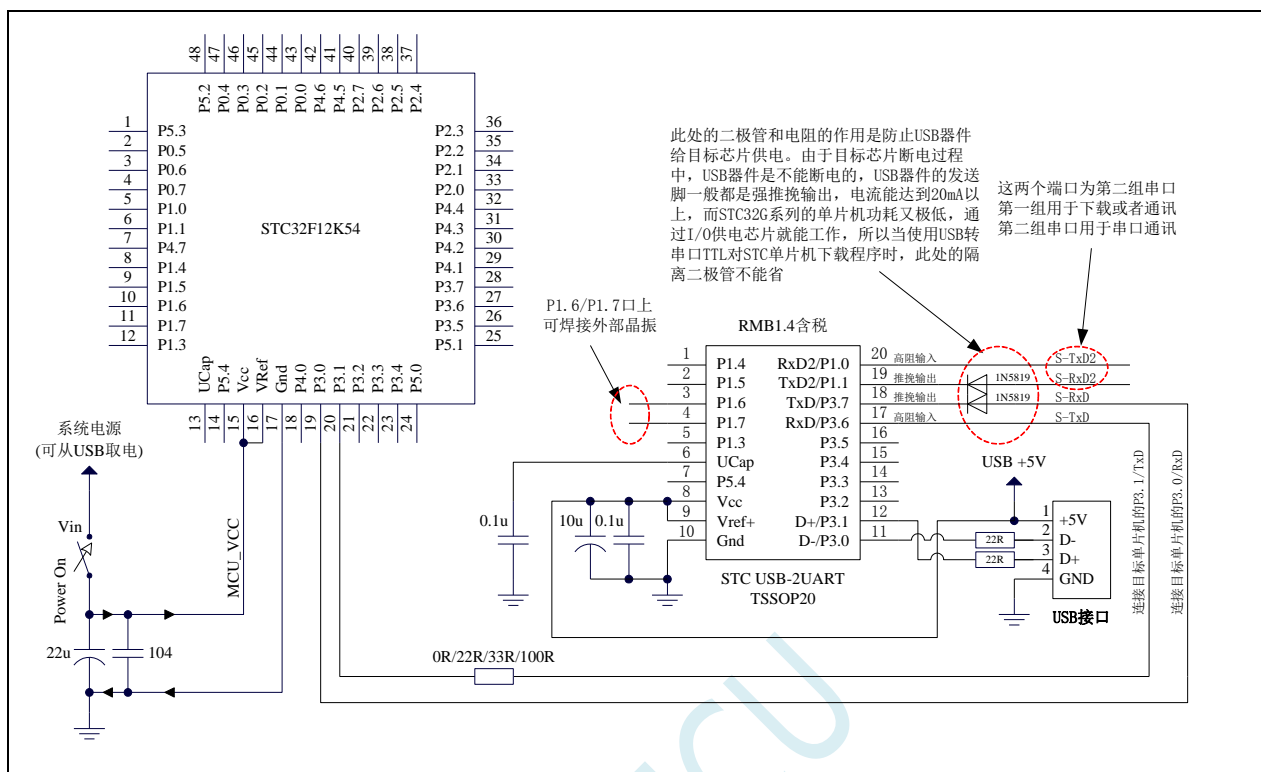 48 47 46 45 44 43 42 41 40 39 38 37
P5.2 P0.4 P0.3 P0.2 P0.1 P0.0 P4.6 P4.5 P2.7 P2.6 P2.5 P2.4
1 P5.3
2 P0.5
3 P0.6
4 P0.7
5 P1.0
6 P1.1
7 P4.7
8 P1.4
9 P1.5
10 P1.6
11 P1.7
12 P1.3
STC32F12K54
P2.3 36
P2.2 35
P2.1 34
P2.0 33
P4.4 32
P4.3 31
P4.2 30
P4.1 29
P3.7 28
P3.6 27
P3.5 26
P5.1 25
UCap P5.4 Vcc VRef Gnd P4.0 P3.0 P3.1 P3.2 P3.3 P3.4 P5.0
13 14 15 16 17 18 19 20 21 22 23 24
此处的二极管和电阻的作用是防止USB器件
给目标芯片供电。由于目标芯片断电过程
中，USB器件是不能断电的，USB器件的发送
脚一般都是强推挽输出，电流能达到20mA以
上，而STC32G系列的单片机功耗又极低，通
过I/O供电芯片就能工作，所以当使用USB转
串口TTL对STC单片机下载程序时，此处的隔
离二极管不能省
这两个端口为第二组串口
第一组用于下载或者通讯
第二组串口用于串口通讯
P1.6/P1.7口上
可焊接外部晶振
RMB1.4含税
1 P1.4
2 P1.5
3 P1.6
4 P1.7
5 P1.3
6 UCap
7 P5.4
8 Vcc
9 Vref+
10 Gnd
RxD2/P1.0 20 高阻输入 S-TxD2
TxD2/P1.1 19 推挽输出 1N5819 S-RxD2
TxD/P3.7 18 推挽输出 1N5819 S-RxD
RxD/P3.6 17 高阻输入 S-TxD
P3.5 16
P3.4 15
P3.3 14
P3.2 13
D+/P3.1 12
D-/P3.0 11
STC USB-2UART
TSSOP20
系统电源
(可从USB取电)
Vin
Power On
MCU_VCC
22u
104
0.1u
10u
0.1u
USB +5V
22R
22R
1 +5V
2 D-
3 D+
4 GND
USB接口
连接目标单片机的P3.1/TxD
连接目标单片机的P3.0/RxD
0R/22R/33R/100R
MCU